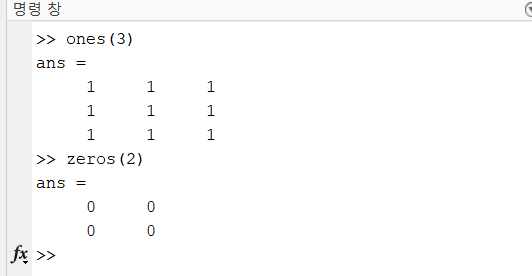 명령 창
>> ones(3)
ans =
     1     1     1
     1     1     1
     1     1     1
>> zeros(2)
ans =
     0     0
     0     0
fx >>